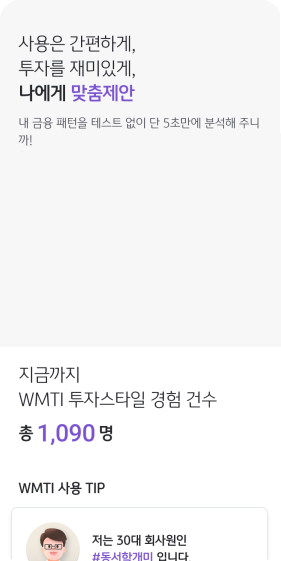 사용은 간편하게,
투자를 재미있게,
나에게 맞춤제안
내 금융 패턴을 테스트 없이 단 5초만에 분석해 주니
까!
지금까지
WMTI 투자스타일 경험 건수
총 1,090 명
WMTI 사용 TIP
저는 30대 회사원인
#동서학개미 입니다.